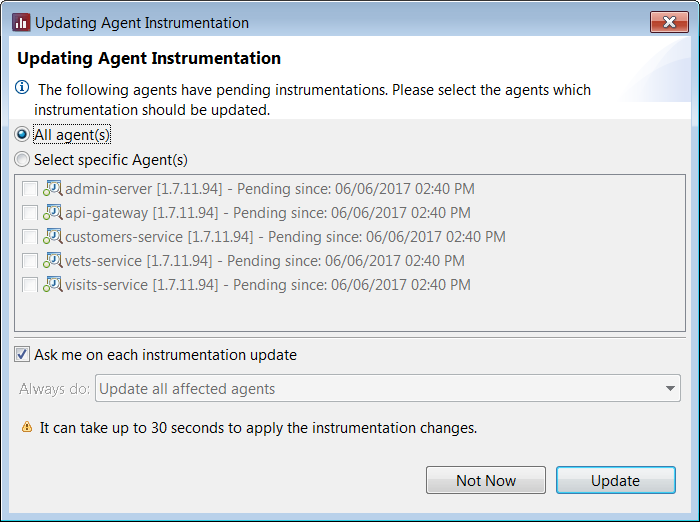 Updating Agent Instrumentation
Updating Agent Instrumentation
The following agents have pending instrumentations. Please select the agents which
instrumentation should be updated.
All agent(s)
Select specific Agent(s)
admin-server [1.7.11.94] - Pending since: 06/06/2017 02:40 PM
api-gateway [1.7.11.94] - Pending since: 06/06/2017 02:40 PM
customers-service [1.7.11.94] - Pending since: 06/06/2017 02:40 PM
vets-service [1.7.11.94] - Pending since: 06/06/2017 02:40 PM
visits-service [1.7.11.94] - Pending since: 06/06/2017 02:40 PM
Ask me on each instrumentation update
Always do: Update all affected agents
It can take up to 30 seconds to apply the instrumentation changes.
Not Now Update